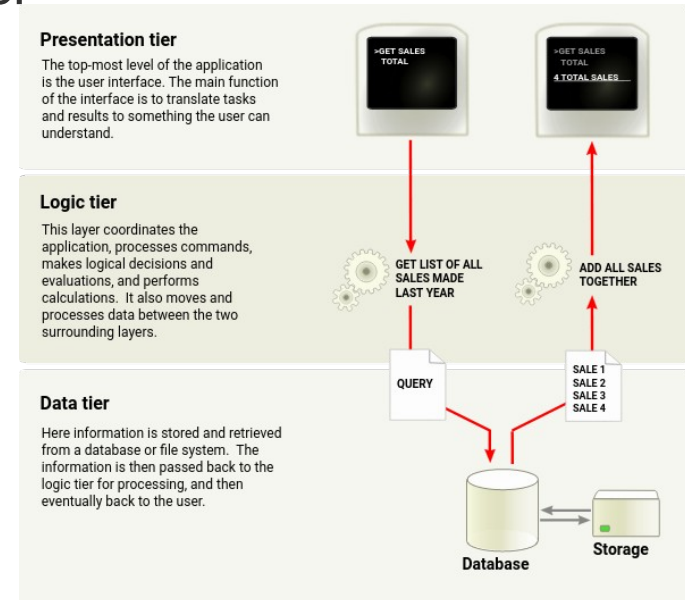 Presentation tier
The top-most level of the application
is the user interface. The main function
of the interface is to translate tasks
and results to something the user can
understand.
>GET SALES
TOTAL
>GET SALES
TOTAL
4 TOTAL SALES
Logic tier
This layer coordinates the
application, processes commands,
makes logical decisions and
evaluations, and performs
calculations. It also moves and
processes data between the two
surrounding layers.
GET LIST OF ALL
SALES MADE
LAST YEAR
ADD ALL SALES
TOGETHER
QUERY
SALE 1
SALE 2
SALE 3
SALE 4
Data tier
Here information is stored and retrieved
from a database or file system. The
information is then passed back to the
logic tier for processing, and then
eventually back to the user.
Database
Storage